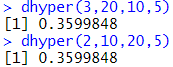 > dhyper(3,20,10,5)
[1] 0.3599848
> dhyper(2,10,20,5)
[1] 0.3599848